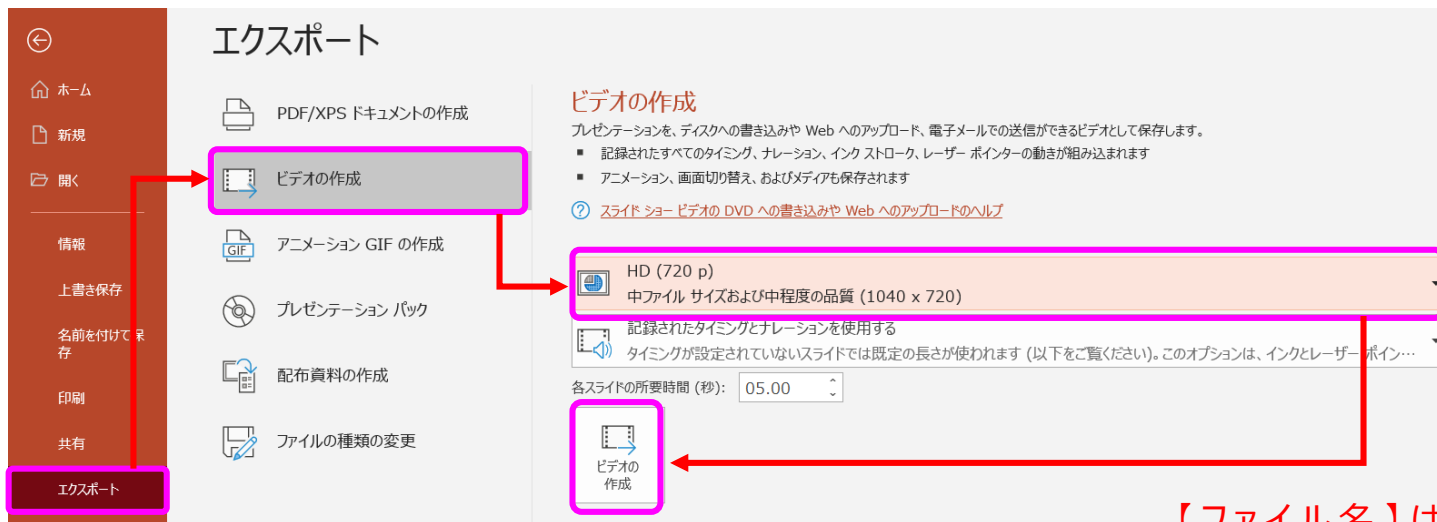 エクスポート
ホーム
新規
開く
情報
上書き保存
名前を付けて保
存
印刷
共有
エクスポート
PDF/XPS ドキュメントの作成
ビデオの作成
GIF
アニメーション GIF の作成
プレゼンテーション パック
配布資料の作成
ファイルの種類の変更
ビデオの作成
プレゼンテーションを、ディスクへの書き込みや Web へのアップロード、電子メールでの送信ができるビデオとして保存します。
■ 記録されたすべてのタイミング、ナレーション、インク ストローク、レーザー ポインターの動きが組み込まれます
■ アニメーション、画面切り替え、およびメディアも保存されます
? スライド ショー ビデオの DVD への書き込みや Web へのアップロードのヘルプ
HD (720 p)
中ファイル サイズおよび中程度の品質 (1040 x 720)
記録されたタイミングとナレーションを使用する
タイミングが設定されていないスライドでは既定の長さが使われます (以下をご覧ください)。このオプションは、インクとレーザー ポイン…
各スライドの所要時間 (秒): 05.00
ビデオの
作成
【ファイル名】は